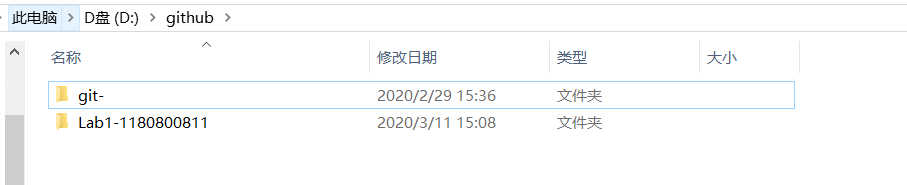 此电脑 > D盘 (D:) > github >
名称 修改日期 类型 大小
git- 2020/2/29 15:36 文件夹
Lab1-1180800811 2020/3/11 15:08 文件夹